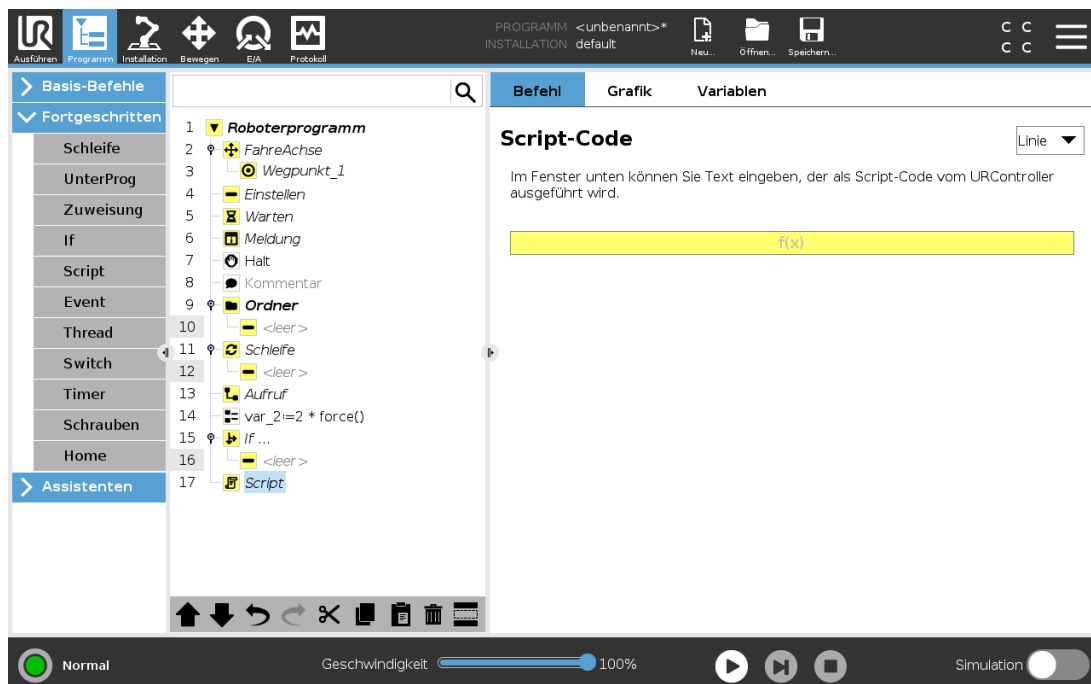 PROGRAMM <unbenannt>*
INSTALLATION default
UR
Ausführen Programm Installation Bewegen E/A Protokoll
Neu... Öffnen... Speichern...
C C
C C
Basis-Befehle
Fortgeschritten
Schleife
UnterProg
Zuweisung
If
Script
Event
Thread
Switch
Timer
Schrauben
Home
Assistenten
1 Roboterprogramm
2 FahreAchse
3 Wegpunkt_1
4 Einstellen
5 Warten
6 Meldung
7 Halt
8 Kommentar
9 Ordner
10 <leer>
11 Schleife
12 <leer>
13 Aufruf
14 var_2:=2 * force()
15 If ...
16 <leer>
17 Script
Befehl Grafik Variablen
Script-Code
Linie
Im Fenster unten können Sie Text eingeben, der als Script-Code vom URController
ausgeführt wird.
f(x)
Normal
Geschwindigkeit 100%
Simulation